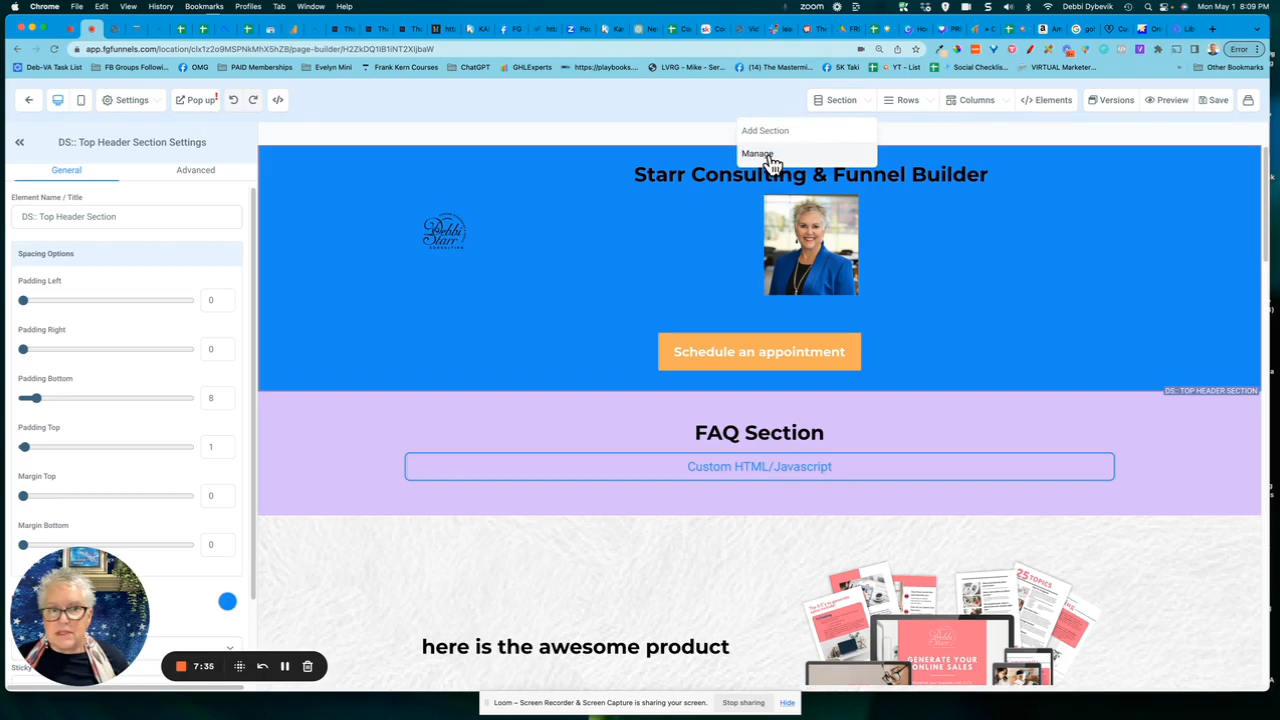 Chrome File Edit View History Bookmarks Profiles Tab Window Help
zoom
Debbi Dybevik
Mon May 1 8:09 PM
app.fgfunnels.com/location/clx1z2o9MSPNkMhX5hZB/page-builder/H2ZkDQ1B1iNT2XIjbaW
Error
Deb-VA Task List
FB Groups Followi...
OMG
PAID Memberships
Evelyn Mini
Frank Kern Courses
ChatGPT
GHLExperts
https://playbooks...
LVRG - Mike - Ser...
(14) The Mastermi...
5K Taki
YT - List
Social Checklist...
VIRTUAL Marketer...
Other Bookmarks
Settings
Pop up
Section
Rows
Columns
Elements
Versions
Preview
Save
Add Section
Manage
DS:: Top Header Section Settings
General
Advanced
Element Name / Title
DS:: Top Header Section
Spacing Options
Padding Left
0
Padding Right
0
Padding Bottom
8
Padding Top
1
Margin Top
0
Margin Bottom
0
Starr Consulting & Funnel Builder
Debbi
Starr
CONSULTING
Schedule an appointment
DS:: TOP HEADER SECTION
FAQ Section
Custom HTML/Javascript
here is the awesome product
25 TOPICS
GENERATE YOUR
ONLINE SALES
7:35
Loom – Screen Recorder & Screen Capture is sharing your screen.
Stop sharing
Hide